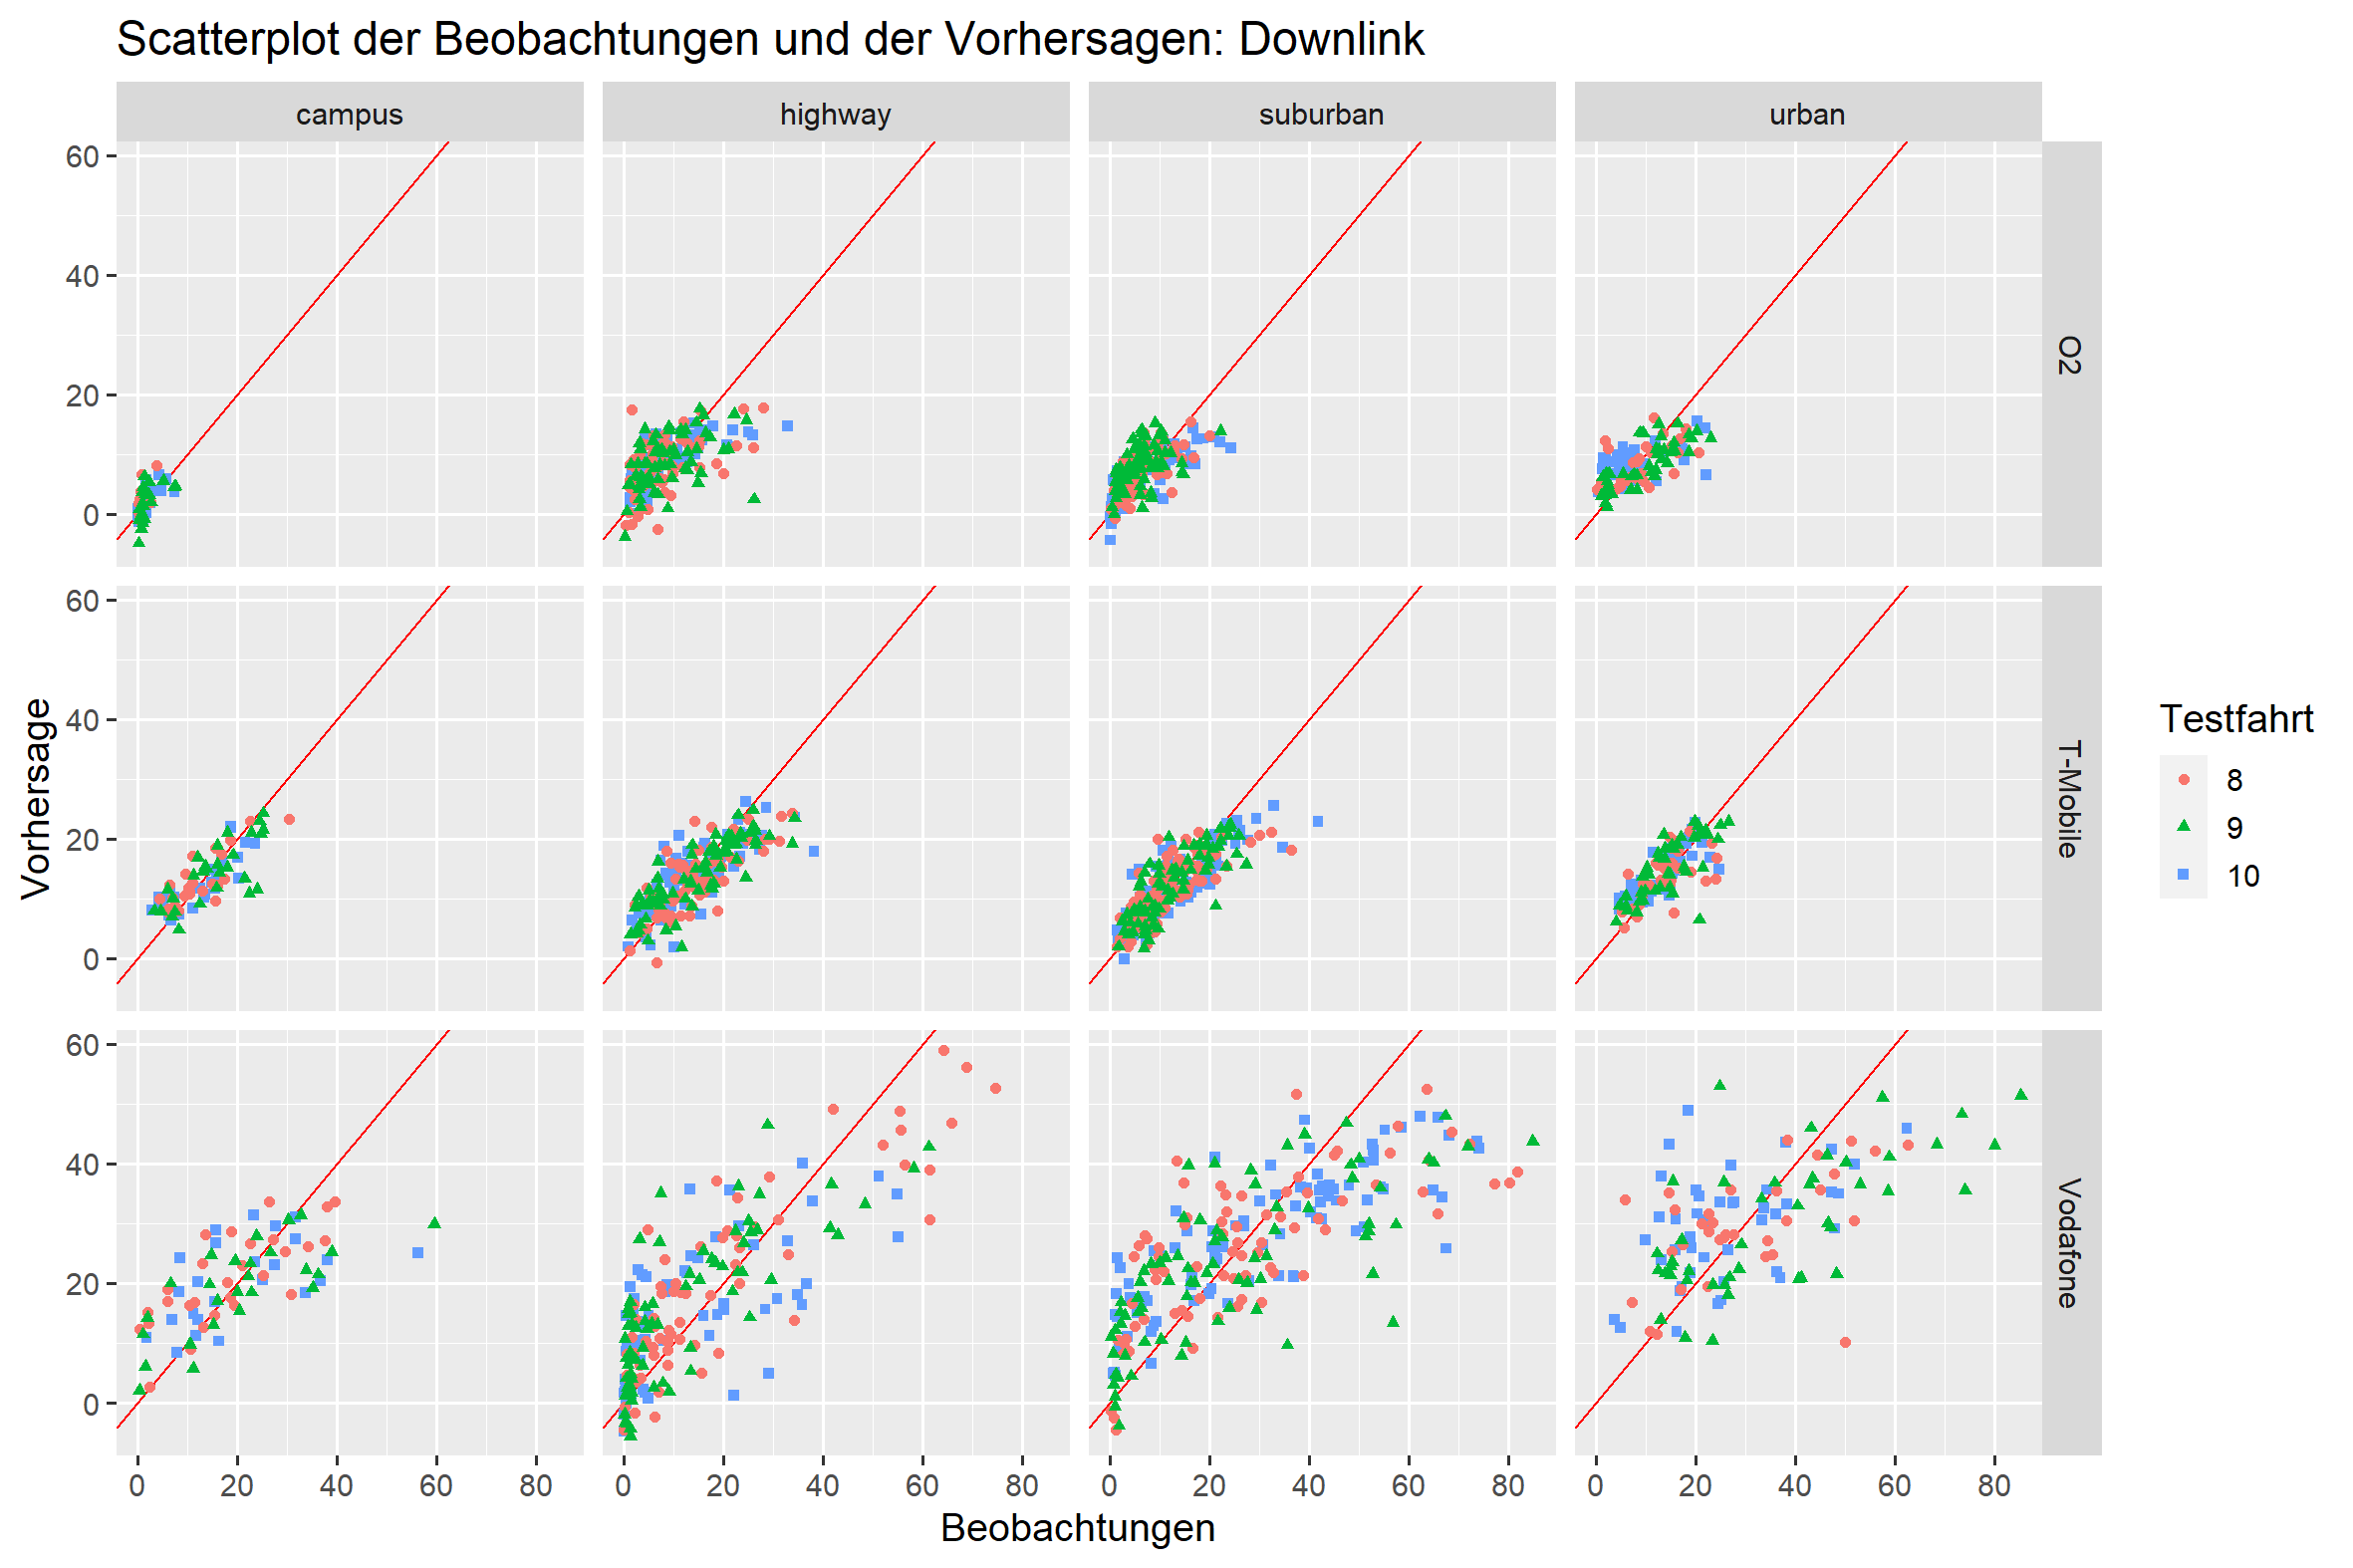 Scatterplot der Beobachtungen und der Vorhersagen: Downlink
campus highway suburban urban
60
40
20
0
O2
60
40
20
0
T-Mobile
60
40
20
0
Vodafone
Vorhersage
0 20 40 60 80 0 20 40 60 80 0 20 40 60 80 0 20 40 60 80
Beobachtungen
Testfahrt
8
9
10